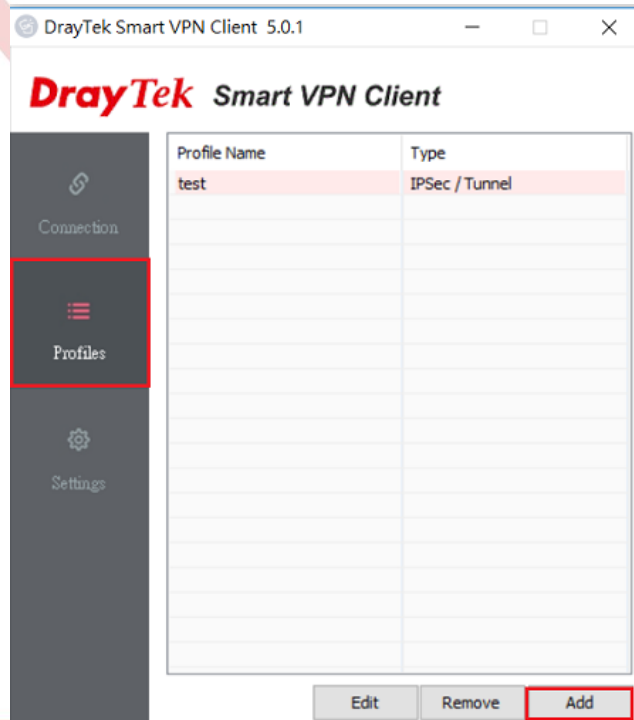 DrayTek Smart VPN Client 5.0.1
DrayTek Smart VPN Client
Profile Name Type
test IPSec / Tunnel
Connection
Profiles
Settings
Edit Remove Add